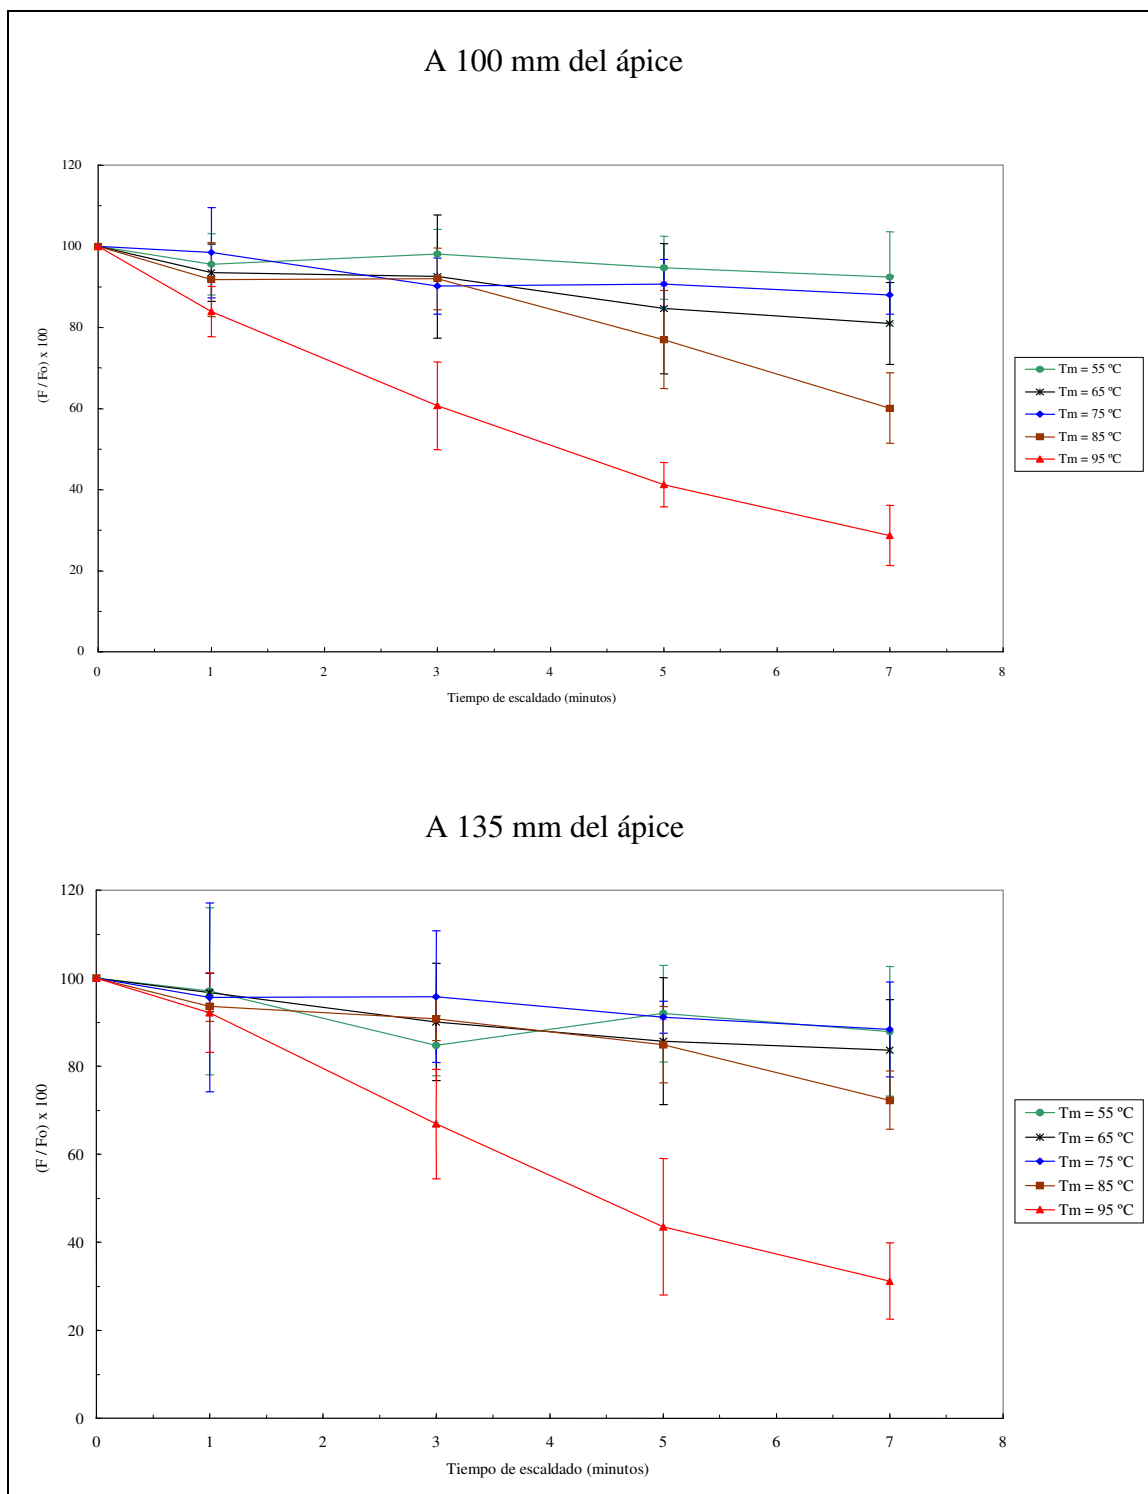 A 100 mm del ápice
120
100
80
60
40
20
0
(F / Fo) x 100
0 1 2 3 4 5 6 7 8
Tiempo de escaldado (minutos)
Tm = 55 ºC
Tm = 65 ºC
Tm = 75 ºC
Tm = 85 ºC
Tm = 95 ºC
A 135 mm del ápice
120
100
80
60
40
20
0
(F / Fo) x 100
0 1 2 3 4 5 6 7 8
Tiempo de escaldado (minutos)
Tm = 55 ºC
Tm = 65 ºC
Tm = 75 ºC
Tm = 85 ºC
Tm = 95 ºC